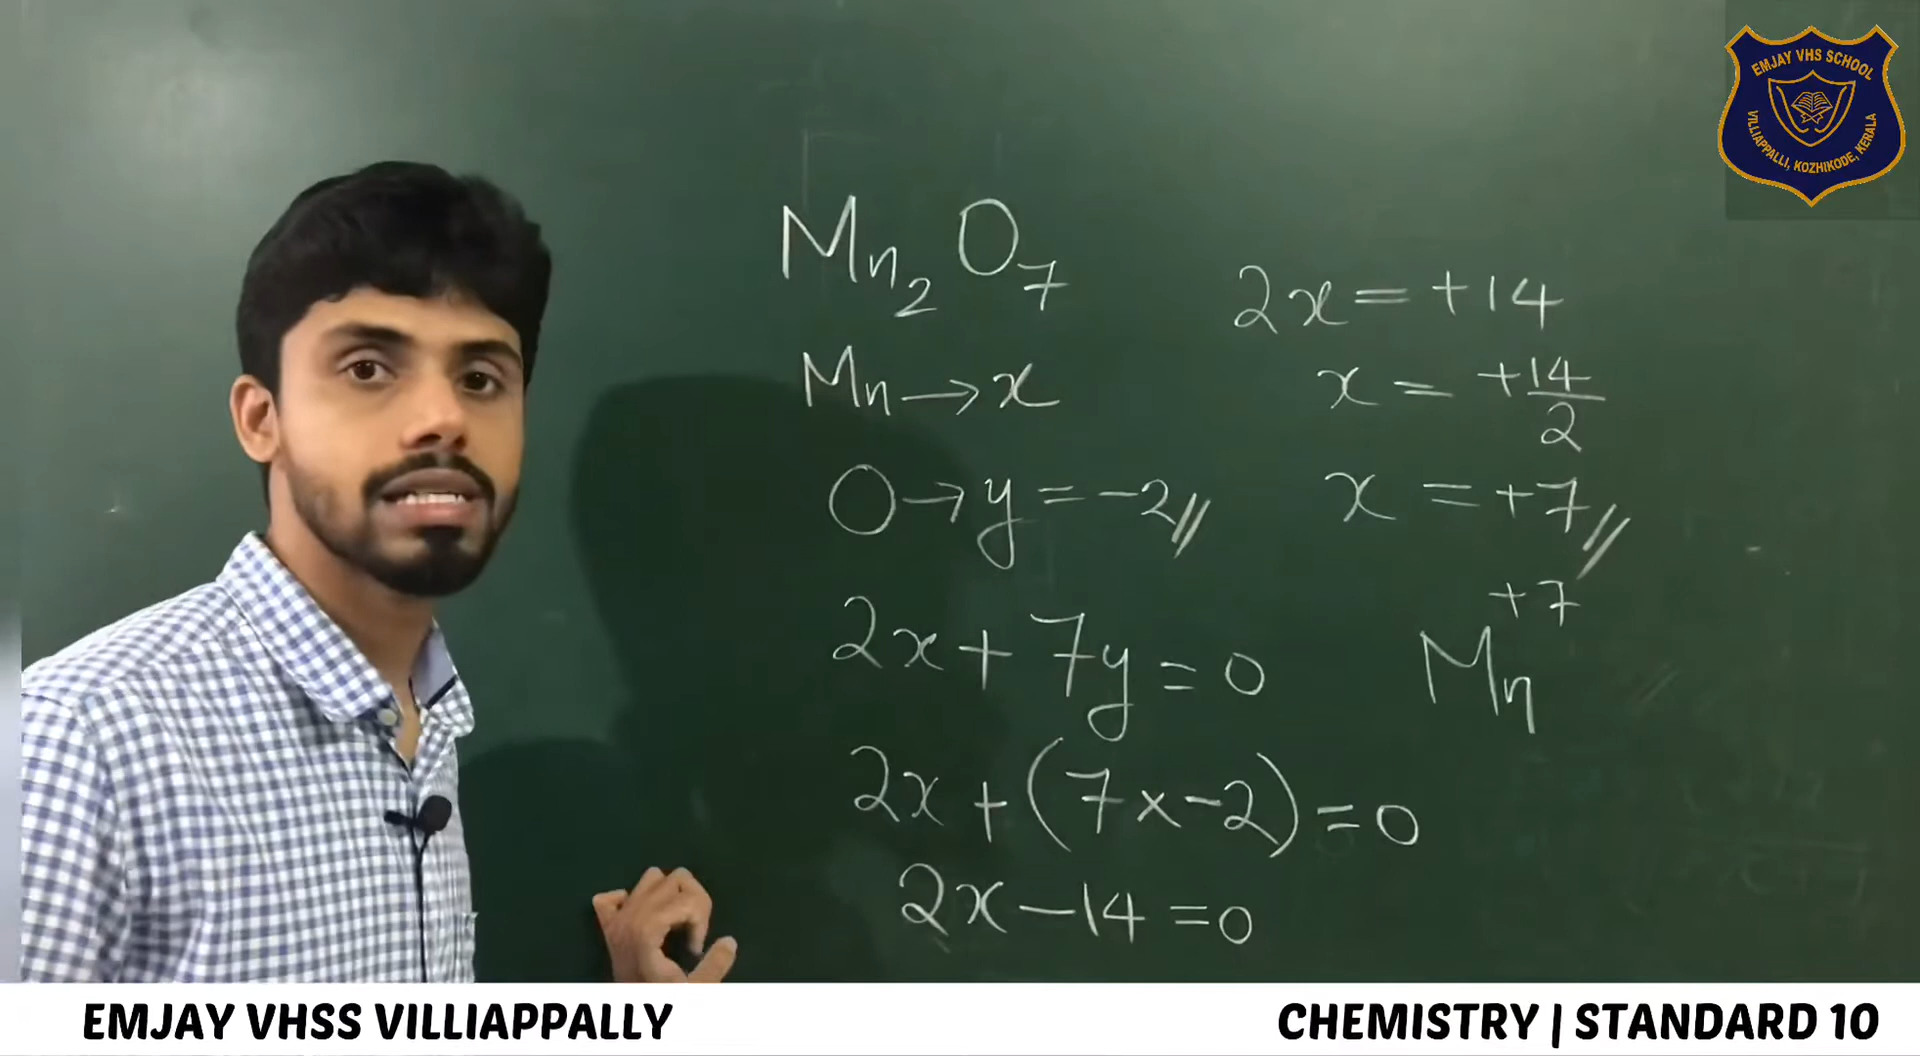 EMJAY VHS SCHOOL
VILLIAPPALLI, KOZHIKODE, KERALA
Mn₂O₇
Mn → x
O → y = -2//
2x + 7y = 0
2x + (7x-2) = 0
2x - 14 = 0
2x = +14
x = +14/2
x = +7//
Mn⁺⁷
EMJAY VHSS VILLIAPPALLY
CHEMISTRY | STANDARD 10